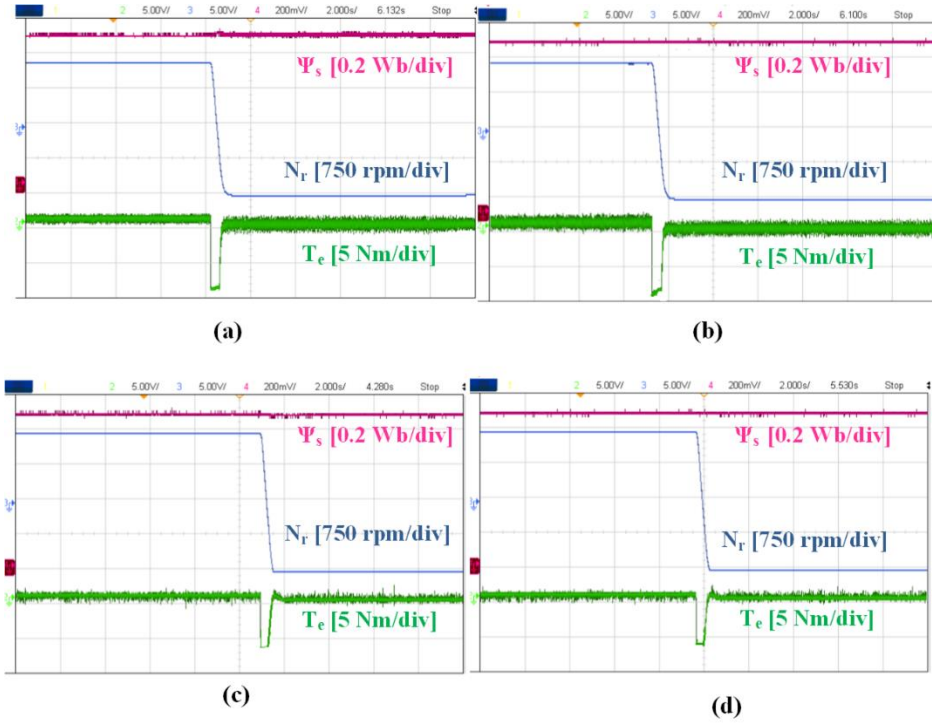 1 2 5.00V/ 3 5.00V/ 4 200mV/ 2.000s/ 6.132s Stop
Ψs [0.2 Wb/div]
Nr [750 rpm/div]
Te [5 Nm/div]
(a)
1 2 5.00V/ 3 5.00V/ 4 200mV/ 2.000s/ 6.100s Stop
Ψs [0.2 Wb/div]
Nr [750 rpm/div]
Te [5 Nm/div]
(b)
1 2 5.00V/ 3 5.00V/ 4 200mV/ 2.000s/ 4.280s Stop
Ψs [0.2 Wb/div]
Nr [750 rpm/div]
Te [5 Nm/div]
(c)
1 2 5.00V/ 3 5.00V/ 4 200mV/ 2.000s/ 6.530s Stop
Ψs [0.2 Wb/div]
Nr [750 rpm/div]
Te [5 Nm/div]
(d)